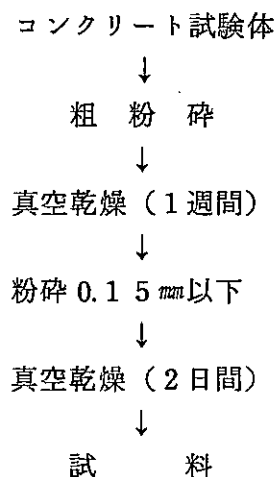 コンクリート試験体
↓
粗粉砕
↓
真空乾燥（1週間）
↓
粉砕0.15㎜以下
↓
真空乾燥（2日間）
↓
試料